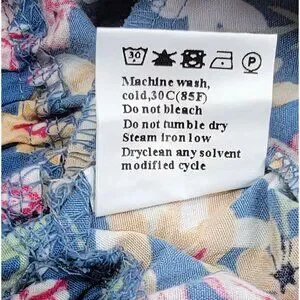 30 P
Machine wash,
cold,30C(85F)
Do not bleach
Do not tumble dry
Steam iron low
Dryclean any solvent
modified cycle